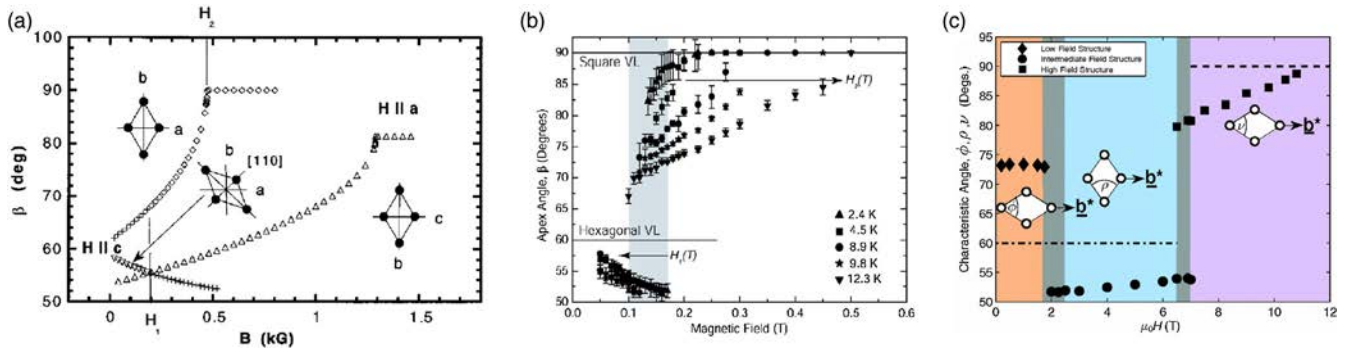 (a)
H₂
100
90
80
70
60
50
β (deg)
b
a
H || a
[110]
b
a
c
b
H || c
H₁
0
0.5
1
1.5
2
B (kG)
(b)
90
85
80
75
70
65
60
55
50
Apex Angle, β (Degrees)
Square VL
H₂(T)
Hexagonal VL
H₁(T)
2.4 K
4.5 K
8.9 K
9.8 K
12.3 K
0.0
0.1
0.2
0.3
0.4
0.5
0.6
Magnetic Field (T)
(c)
95
90
85
80
75
70
65
60
55
50
Characteristic Angle, ϕ, ρ, ν (Degs.)
Low Field Structure
Intermediate Field Structure
High Field Structure
ν
b*
ρ
b*
ϕ
b*
0
2
4
6
8
10
12
μ₀H (T)